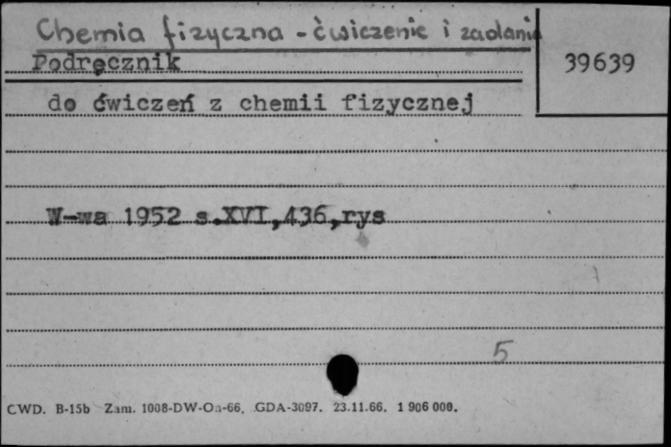 Chemia fizyczna - ćwiczenie i zadania
39639
Podręcznik
do ćwiczeń z chemii fizycznej
W-wa 1952 s.XVI,436,rys
5
CWD. B-15b Zam. 1008-DW-Oa-66. GDA-3097. 23.11.66. 1 906 000.